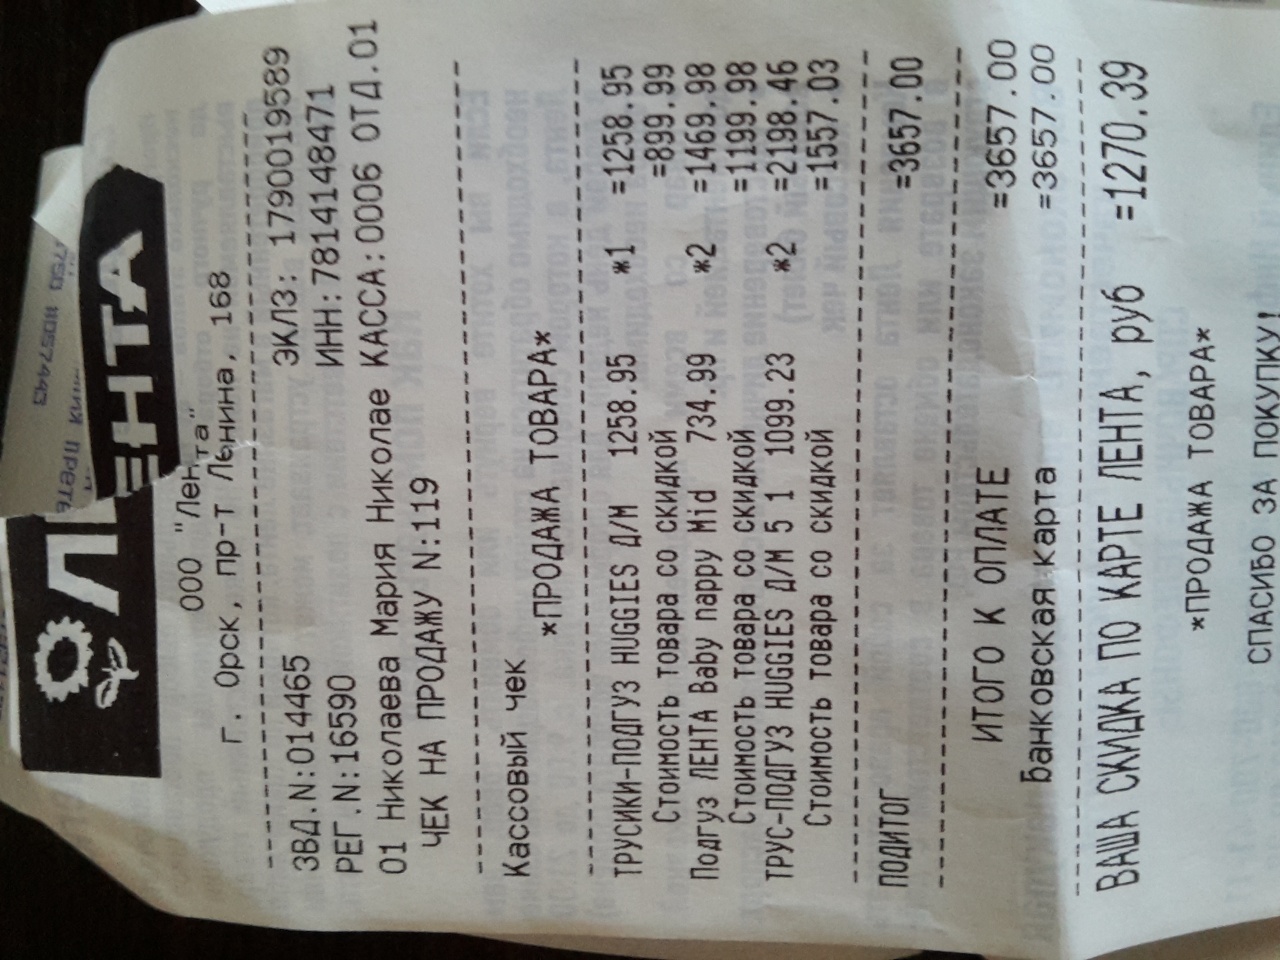 ЛЕНТА
ООО "Лента"
г. Орск, пр-т Ленина, 168
ЗВД.N:014465 ЭКЛЗ: 1790019589
РЕГ.N:16590 ИНН:7814148471
01 Николаева Мария Николае КАССА:0006 ОТД.01
ЧЕК НА ПРОДАЖУ N:119
Кассовый чек
*ПРОДАЖА ТОВАРА*
ТРУСИКИ-ПОДГУЗ HUGGIES Д/М 1258.95 *1 =1258.95
Стоимость товара со скидкой =899.99
Подгуз ЛЕНТА Baby nappy Mid 734.99 *2 =1469.98
Стоимость товара со скидкой =1199.98
ТРУС-ПОДГУЗ HUGGIES Д/М 5 1 1099.23 *2 =2198.46
Стоимость товара со скидкой =1557.03
ПОДИТОГ =3657.00
ИТОГО К ОПЛАТЕ =3657.00
Банковская карта =3657.00
ВАША СКИДКА ПО КАРТЕ ЛЕНТА, руб =1270.39
*ПРОДАЖА ТОВАРА*
СПАСИБО ЗА ПОКУПКУ!